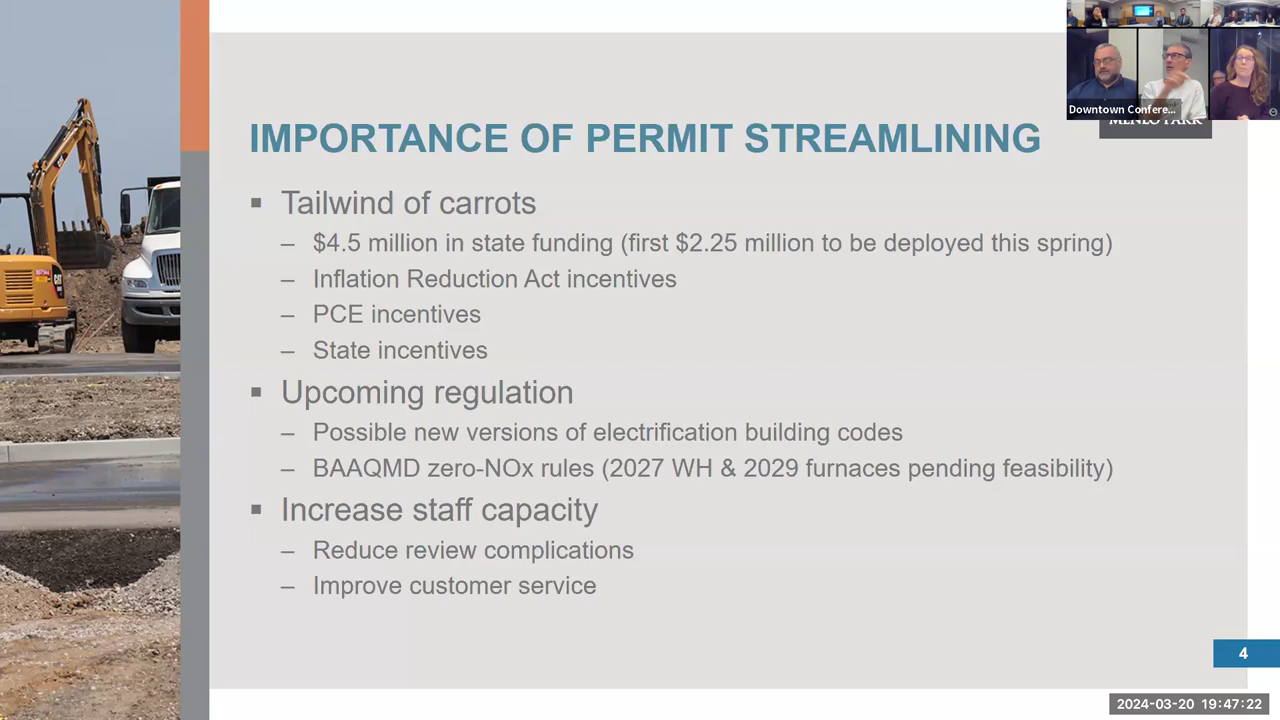 Downtown Confere...
MENLO PARK
IMPORTANCE OF PERMIT STREAMLINING
▪ Tailwind of carrots
– $4.5 million in state funding (first $2.25 million to be deployed this spring)
– Inflation Reduction Act incentives
– PCE incentives
– State incentives
▪ Upcoming regulation
– Possible new versions of electrification building codes
– BAAQMD zero-NOx rules (2027 WH & 2029 furnaces pending feasibility)
▪ Increase staff capacity
– Reduce review complications
– Improve customer service
4
2024-03-20 19:47:22